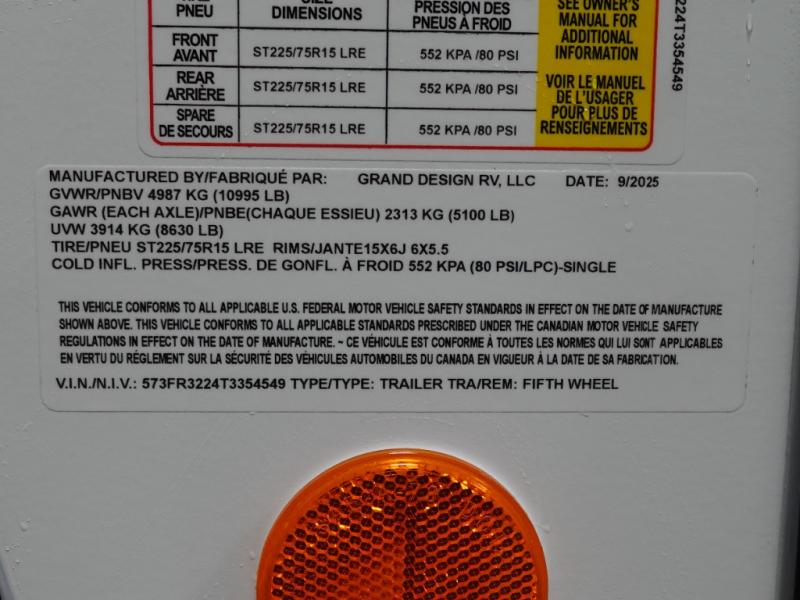 PNEU
DIMENSIONS
PRESSION DES
PNEUS À FROID
SEE OWNER'S
MANUAL FOR
ADDITIONAL
INFORMATION
FRONT
AVANT
ST225/75R15 LRE
552 KPA /80 PSI
REAR
ARRIÈRE
ST225/75R15 LRE
552 KPA /80 PSI
SPARE
DE SECOURS
ST225/75R15 LRE
552 KPA /80 PSI
VOIR LE MANUEL
DE L'USAGER
POUR PLUS DE
RENSEIGNEMENTS
224T3354549
MANUFACTURED BY/FABRIQUÉ PAR: GRAND DESIGN RV, LLC DATE: 9/2025
GVWR/PNBV 4987 KG (10995 LB)
GAWR (EACH AXLE)/PNBE(CHAQUE ESSIEU) 2313 KG (5100 LB)
UVW 3914 KG (8630 LB)
TIRE/PNEU ST225/75R15 LRE RIMS/JANTE15X6J 6X5.5
COLD INFL. PRESS/PRESS. DE GONFL. À FROID 552 KPA (80 PSI/LPC)-SINGLE
THIS VEHICLE CONFORMS TO ALL APPLICABLE U.S. FEDERAL MOTOR VEHICLE SAFETY STANDARDS IN EFFECT ON THE DATE OF MANUFACTURE
SHOWN ABOVE. THIS VEHICLE CONFORMS TO ALL APPLICABLE STANDARDS PRESCRIBED UNDER THE CANADIAN MOTOR VEHICLE SAFETY
REGULATIONS IN EFFECT ON THE DATE OF MANUFACTURE. ~ CE VÉHICULE EST CONFORME À TOUTES LES NORMES QUI LUI SONT APPLICABLES
EN VERTU DU RÉGLEMENT SUR LA SÉCURITÉ DES VÉHICULES AUTOMOBILES DU CANADA EN VIGUEUR À LA DATE DE SA FABRICATION.
V.I.N./N.I.V.: 573FR3224T3354549 TYPE/TYPE: TRAILER TRA/REM: FIFTH WHEEL